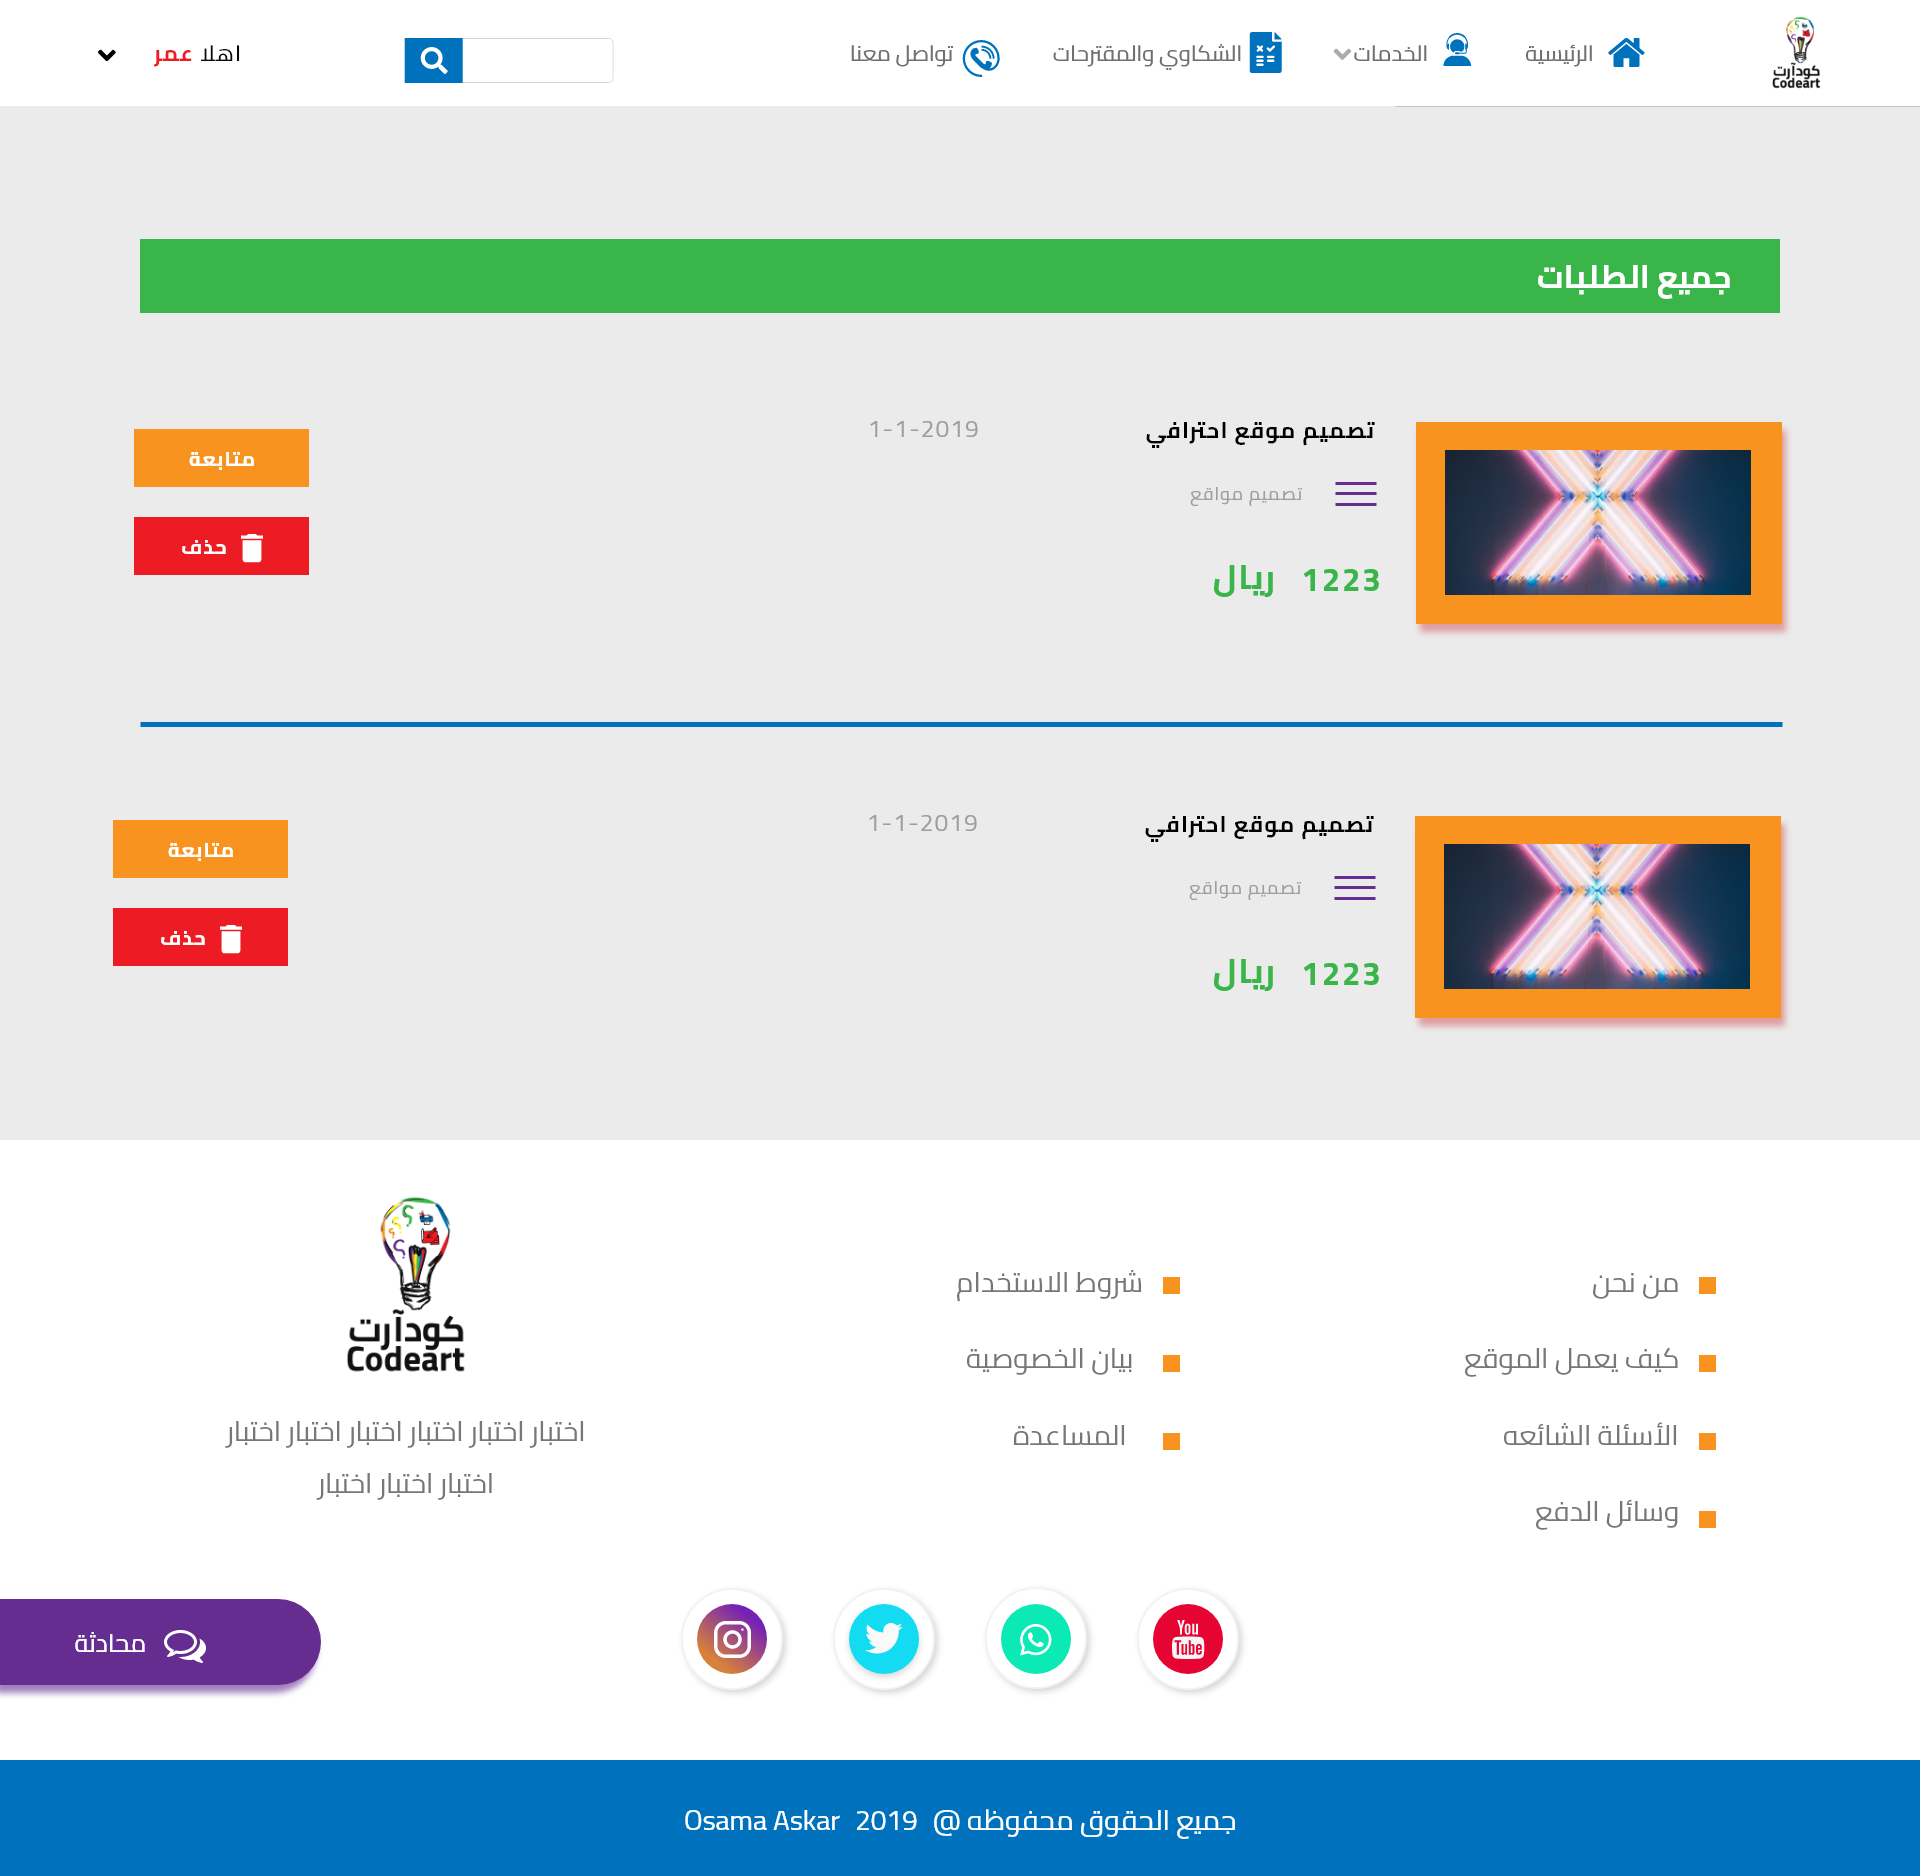 كودآرت
Codeart
الرئيسية
الخدمات
الشكاوي والمقترحات
تواصل معنا
اهلا عمر
جميع الطلبات
تصميم موقع احترافي
1-1-2019
تصميم مواقع
1223 ريال
متابعة
حذف
تصميم موقع احترافي
1-1-2019
تصميم مواقع
1223 ريال
متابعة
حذف
من نحن
كيف يعمل الموقع
الأسئلة الشائعه
وسائل الدفع
شروط الاستخدام
بيان الخصوصية
المساعدة
كودآرت
Codeart
اختبار اختبار اختبار اختبار اختبار اختبار
اختبار اختبار اختبار
You
Tube
محادثة
جميع الحقوق محفوظه @ 2019 Osama Askar